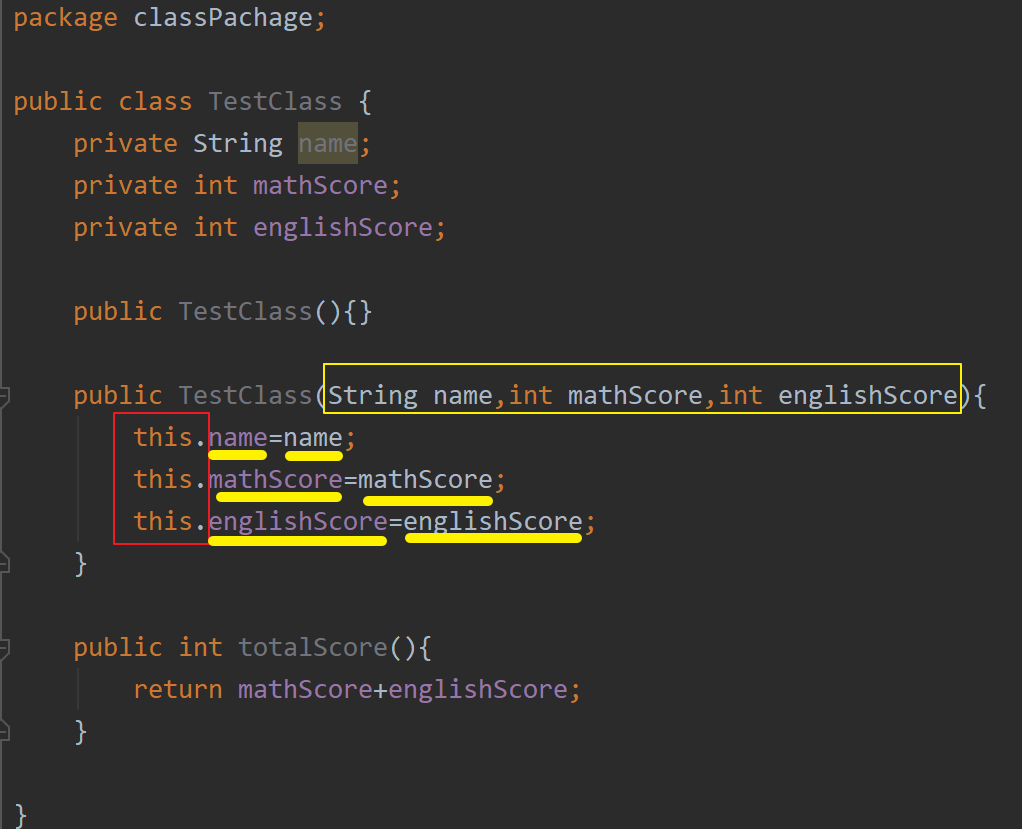 package classPachage;
public class TestClass {
private String name;
private int mathScore;
private int englishScore;
public TestClass(){}
public TestClass(String name,int mathScore,int englishScore){
this.name=name;
this.mathScore=mathScore;
this.englishScore=englishScore;
}
public int totalScore(){
return mathScore+englishScore;
}
}